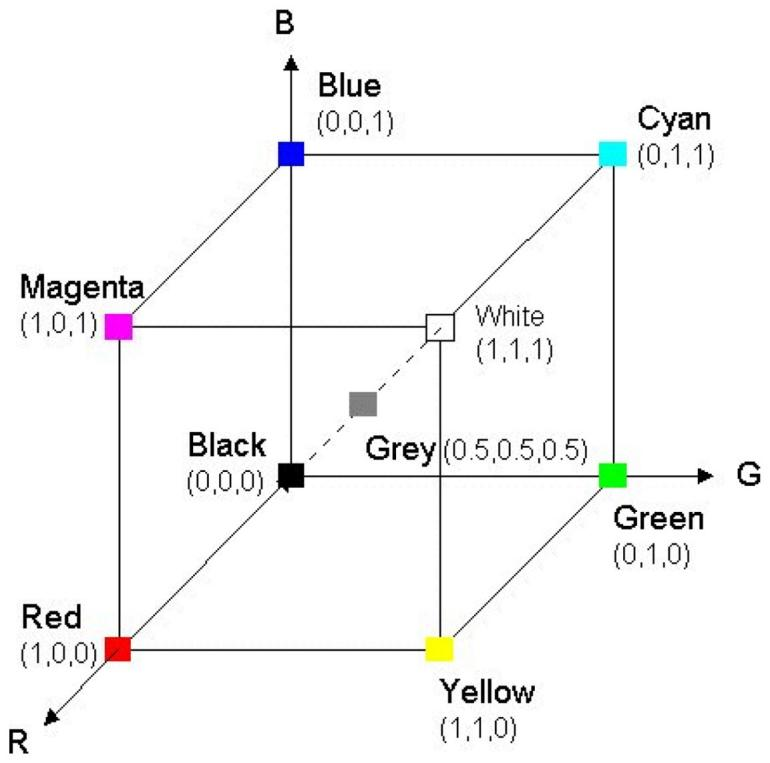 B
Blue
(0,0,1)
Cyan
(0,1,1)
Magenta
(1,0,1)
White
(1,1,1)
Black
(0,0,0)
Grey (0.5,0.5,0.5)
G
Green
(0,1,0)
Red
(1,0,0)
Yellow
(1,1,0)
R